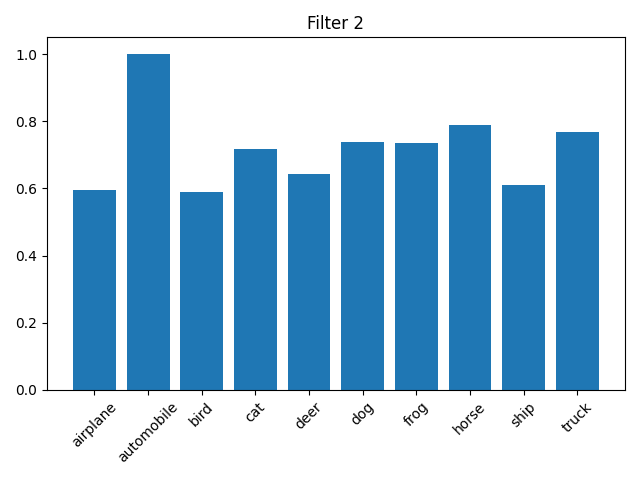 Filter 2
1.0
0.8
0.6
0.4
0.2
0.0
airplane
automobile
bird
cat
deer
dog
frog
horse
ship
truck